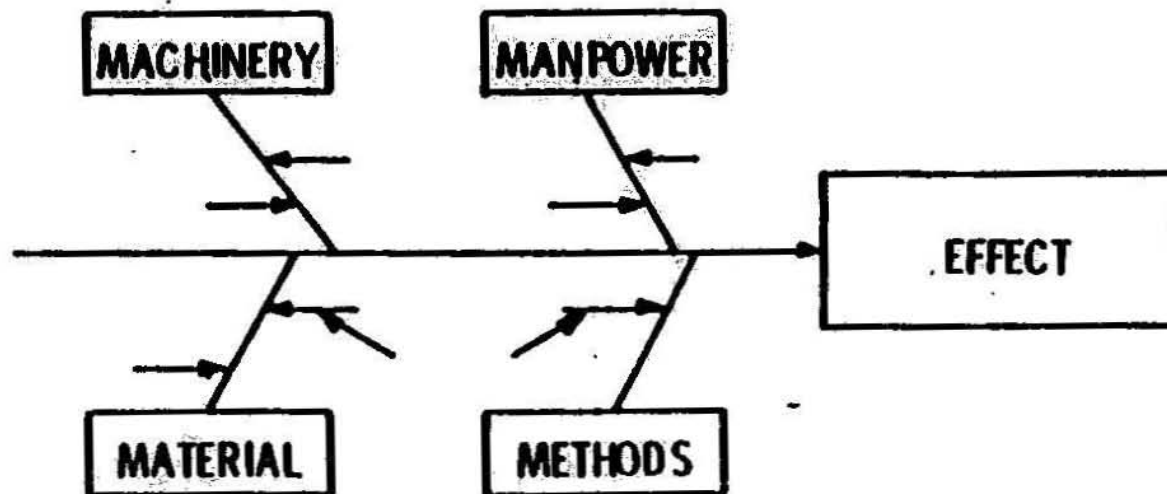 MACHINERY
MANPOWER
EFFECT
MATERIAL
METHODS